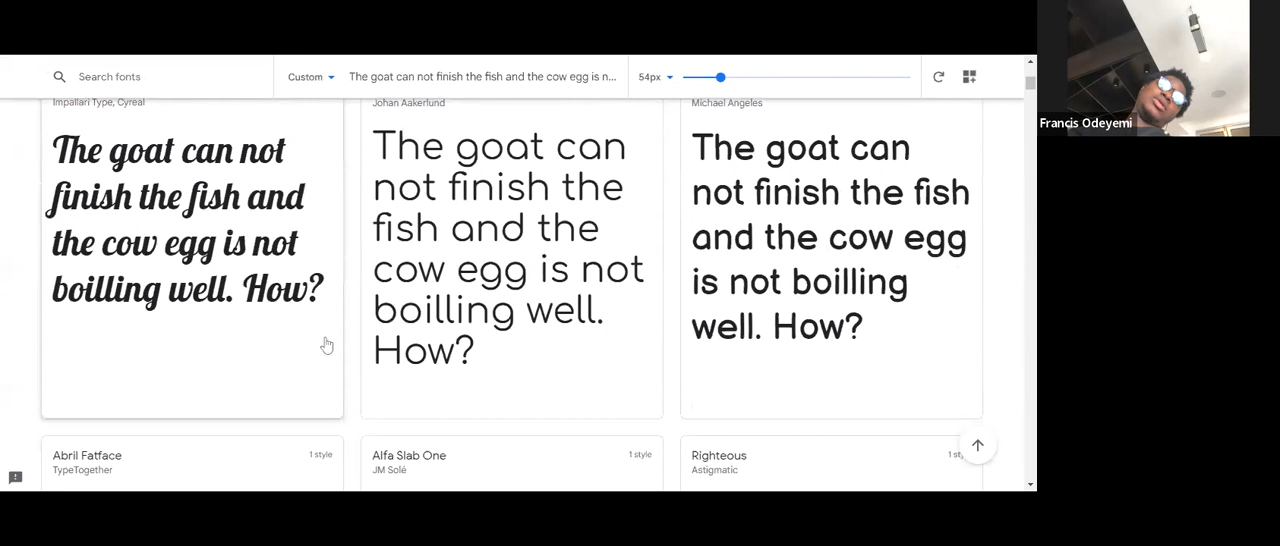 Search fonts
Custom
The goat can not finish the fish and the cow egg is n...
54px
Impallari Type, Cyreal
The goat can not
finish the fish and
the cow egg is not
boilling well. How?
Johan Aakerlund
The goat can
not finish the
fish and the
cow egg is not
boilling well.
How?
Michael Angeles
The goat can
not finish the fish
and the cow egg
is not boilling
well. How?
Abril Fatface
1 style
TypeTogether
Alfa Slab One
1 style
JM Solé
Righteous
1 sty
Astigmatic
Francis Odeyemi